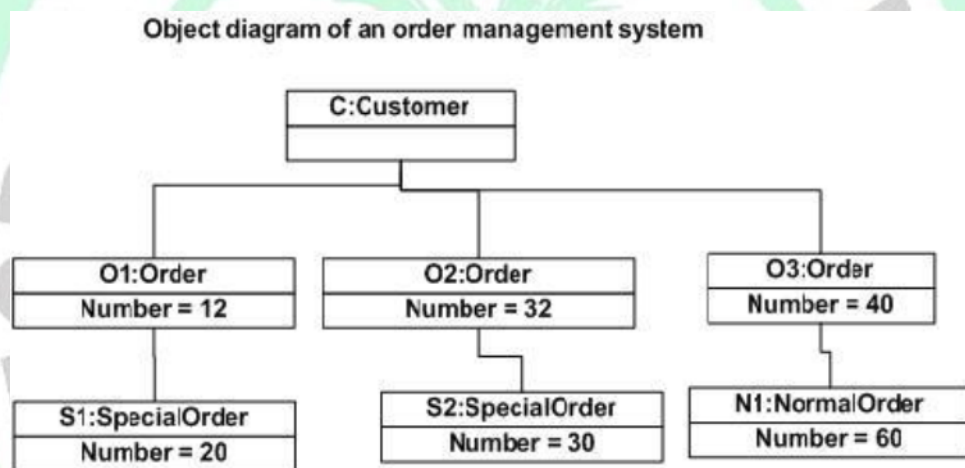 Object diagram of an order management system
C:Customer
O1:Order
Number = 12
O2:Order
Number = 32
O3:Order
Number = 40
S1:SpecialOrder
Number = 20
S2:SpecialOrder
Number = 30
N1:NormalOrder
Number = 60